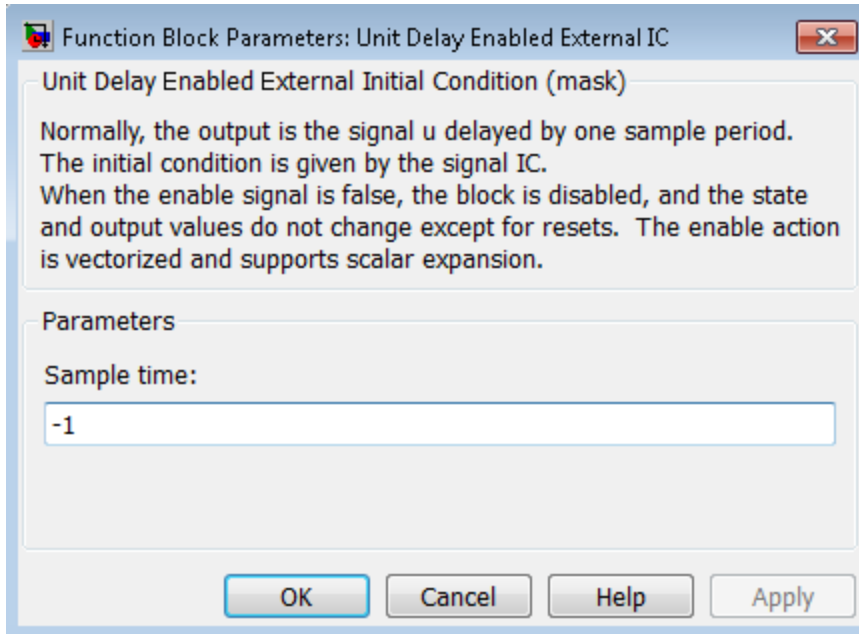 Function Block Parameters: Unit Delay Enabled External IC
Unit Delay Enabled External Initial Condition (mask)
Normally, the output is the signal u delayed by one sample period.
The initial condition is given by the signal IC.
When the enable signal is false, the block is disabled, and the state
and output values do not change except for resets.  The enable action
is vectorized and supports scalar expansion.
Parameters
Sample time:
-1
OK Cancel Help Apply